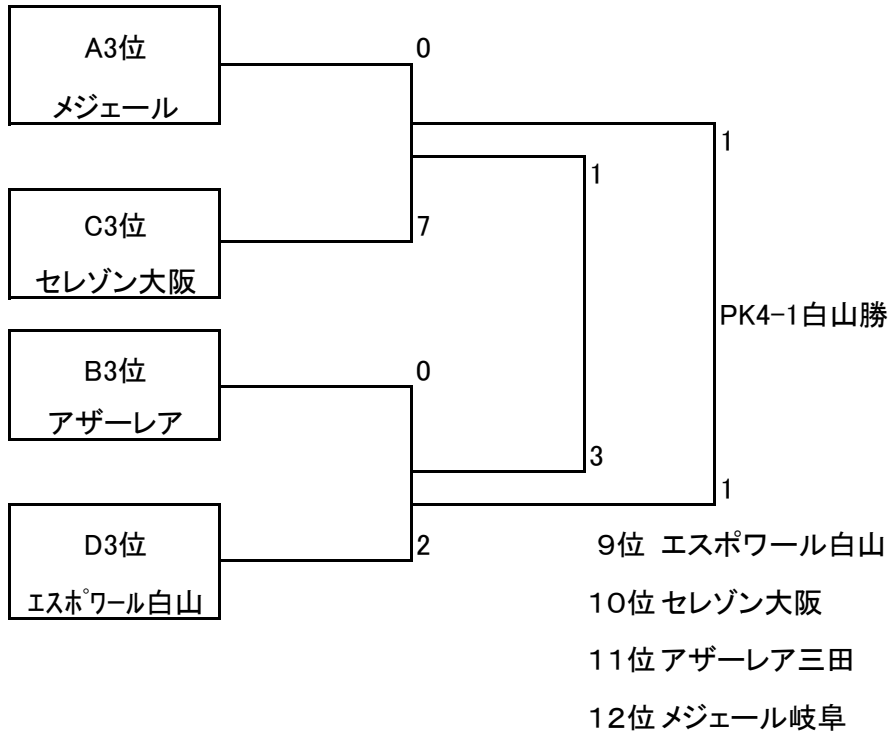 A3位
0
メジェール
1
1
C3位
7
セレゾン大阪
PK4-1白山勝
B3位
0
アザーレア
3
1
D3位
2
ｴｽﾎﾟﾜｰﾙ白山
９位 エスポワール白山
１０位 セレゾン大阪
１１位 アザーレア三田
１２位 メジェール岐阜